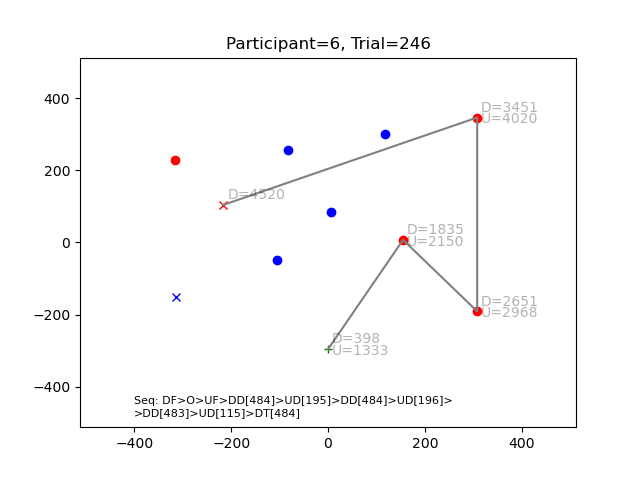 Participant=6, Trial=246
400
200
0
−200
−400
D=3451
U=4020
D=4520
D=1835
U=2150
D=2651
U=2968
D=398
U=1333
Seq: DF>O>UF>DD[484]>UD[195]>DD[484]>UD[196]>
>DD[483]>UD[115]>DT[484]
−400 −200 0 200 400